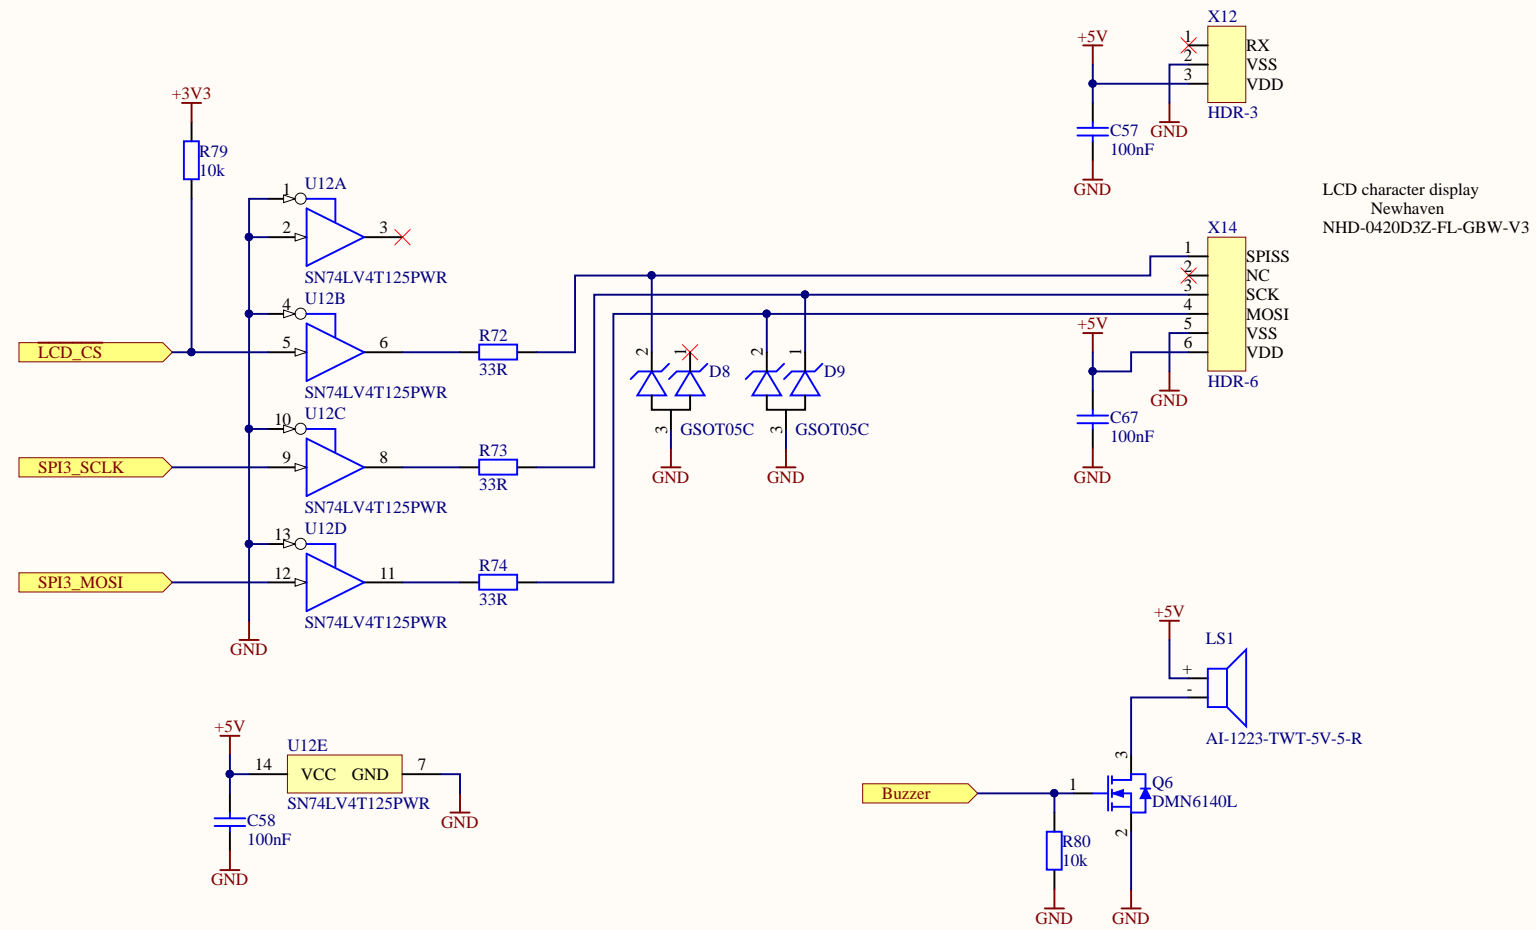 X12
+5V
1
RX
2
VSS
3
VDD
HDR-3
C57
100nF
GND
GND
+3V3
R79
10k
LCD character display
Newhaven
NHD-0420D3Z-FL-GBW-V3
1
U12A
2
3
SN74LV4T125PWR
4
U12B
LCD_CS
5
6
SN74LV4T125PWR
R72
33R
10
U12C
SPI3_SCLK
9
8
SN74LV4T125PWR
R73
33R
13
U12D
SPI3_MOSI
12
11
SN74LV4T125PWR
R74
33R
GND
2
1
D8
3
GSOT05C
GND
2
1
D9
3
GSOT05C
GND
X14
1
SPISS
2
NC
3
SCK
4
MOSI
5
VSS
6
VDD
HDR-6
+5V
GND
C67
100nF
GND
+5V
U12E
14
VCC
GND
7
SN74LV4T125PWR
C58
100nF
GND
GND
+5V
LS1
+
-
AI-1223-TWT-5V-5-R
3
Buzzer
1
Q6
DMN6140L
2
R80
10k
GND
GND